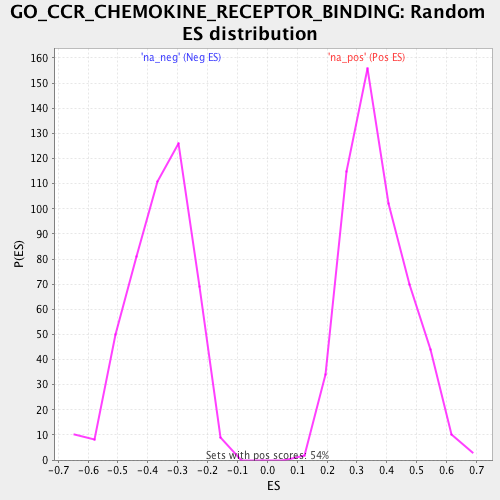 GO_CCR_CHEMOKINE_RECEPTOR_BINDING: Random
ES distribution
'na_neg' (Neg ES)
'na_pos' (Pos ES)
160
150
140
130
120
110
100
90
80
70
60
50
40
30
20
10
0
P(ES)
Sets with pos scores: 54%
-0.7 -0.6 -0.5 -0.4 -0.3 -0.2 -0.1 0.0 0.1 0.2 0.3 0.4 0.5 0.6 0.7
ES